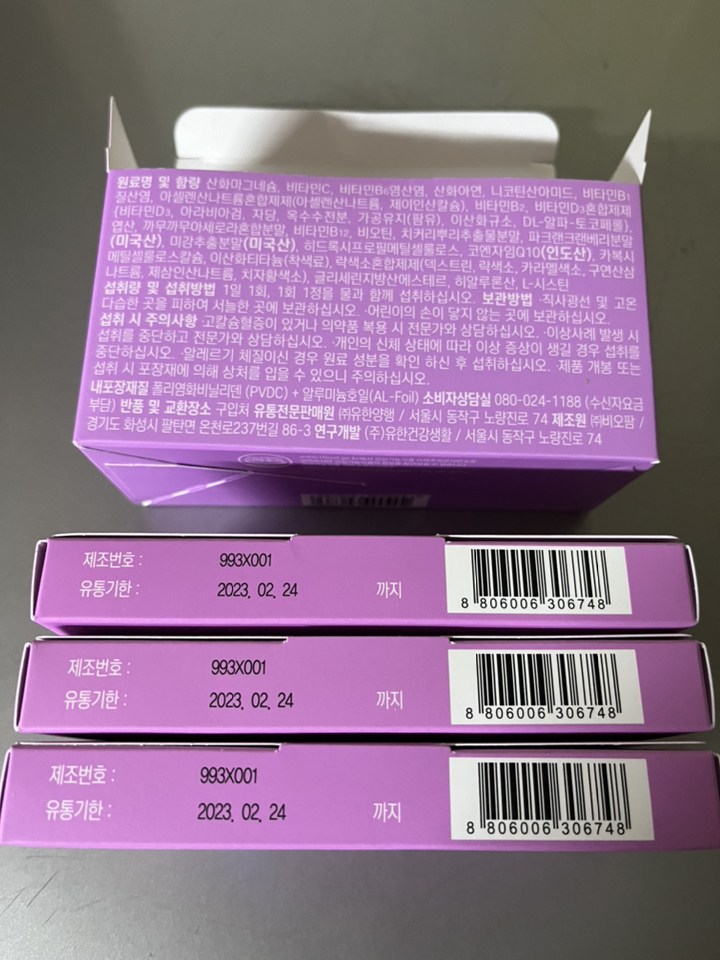 원료명 및 함량 산화마그네슘, 비타민C, 비타민B6염산염, 산화아연, 니코틴산아미드, 비타민B1
질산염, 아셀렌산나트륨혼합제제(아셀렌산나트륨, 제이인산칼슘), 비타민B2, 비타민D3혼합제제
{비타민D3, 아라비아검, 자당, 옥수수전분, 가공유지(팜유), 이산화규소, DL-알파-토코페롤},
엽산, 까무까무아세로라혼합분말, 비타민B12, 비오틴, 치커리뿌리추출물분말, 파크랜크랜베리분말
(미국산), 미강추출분말(미국산), 히드록시프로필메틸셀룰로스, 코엔자임Q10(인도산), 카복시
메틸셀룰로스칼슘, 이산화티타늄(착색료), 락색소혼합제제(덱스트린, 락색소, 카라멜색소, 구연산삼
나트륨, 제삼인산나트륨, 치자황색소), 글리세린지방산에스테르, 히알루론산, L-시스틴
섭취량 및 섭취방법 1일 1회, 1회 1정을 물과 함께 섭취하십시오. 보관방법 ·직사광선 및 고온
다습한 곳을 피하여 서늘한 곳에 보관하십시오. ·어린이의 손이 닿지 않는 곳에 보관하십시오.
섭취 시 주의사항 ·고칼슘혈증이 있거나 의약품 복용 시 전문가와 상담하십시오. ·이상사례 발생 시
섭취를 중단하고 전문가와 상담하십시오. ·개인의 신체 상태에 따라 이상 증상이 생길 경우 섭취를
중단하십시오. ·알레르기 체질이신 경우 원료 성분을 확인 하신 후 섭취하십시오. ·제품 개봉 또는
섭취 시 포장재에 의해 상처를 입을 수 있으니 주의하십시오.
내포장재질 폴리염화비닐리덴 (PVDC) + 알루미늄호일(AL-Foil) 소비자상담실 080-024-1188 (수신자요금
부담) 반품 및 교환장소 구입처 유통전문판매원 ㈜유한양행 / 서울시 동작구 노량진로 74 제조원 ㈜비오팜 /
경기도 화성시 팔탄면 온천로237번길 86-3 연구개발 (주)유한건강생활 / 서울시 동작구 노량진로 74
제조번호 : 993X001
유통기한 : 2023. 02. 24 까지
8 806006 306748
제조번호 : 993X001
유통기한 : 2023. 02. 24 까지
8 806006 306748
제조번호 : 993X001
유통기한 : 2023. 02. 24 까지
8 806006 306748